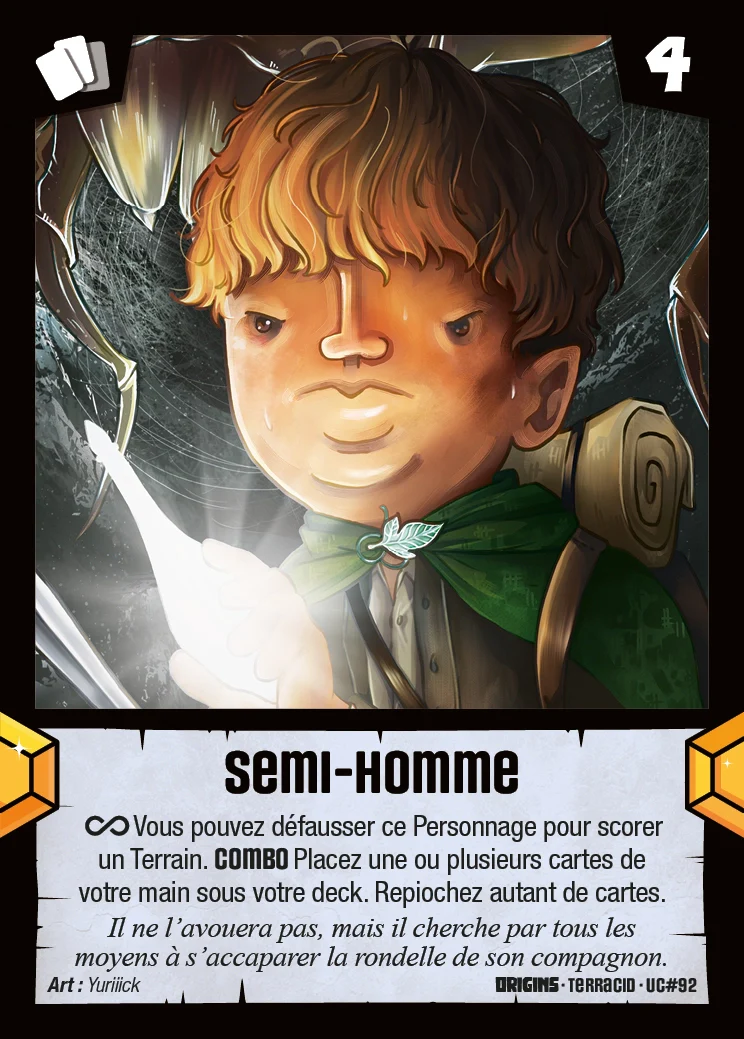 4
SEMI-HOMME
∞ Vous pouvez défausser ce Personnage pour scorer
un Terrain. COMBO Placez une ou plusieurs cartes de
votre main sous votre deck. Repiochez autant de cartes.
Il ne l’avouera pas, mais il cherche par tous les
moyens à s’accaparer la rondelle de son compagnon.
Art : Yuriiick
ORIGINS · TERRACID · UC#92